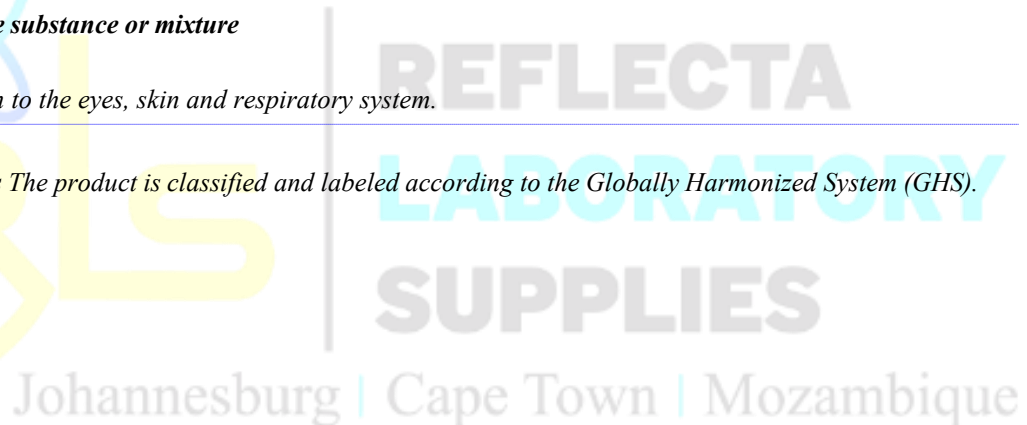 e substance or mixture
n to the eyes, skin and respiratory system.
: The product is classified and labeled according to the Globally Harmonized System (GHS).
RLS
REFLECTA
LABORATORY
SUPPLIES
Johannesburg | Cape Town | Mozambique